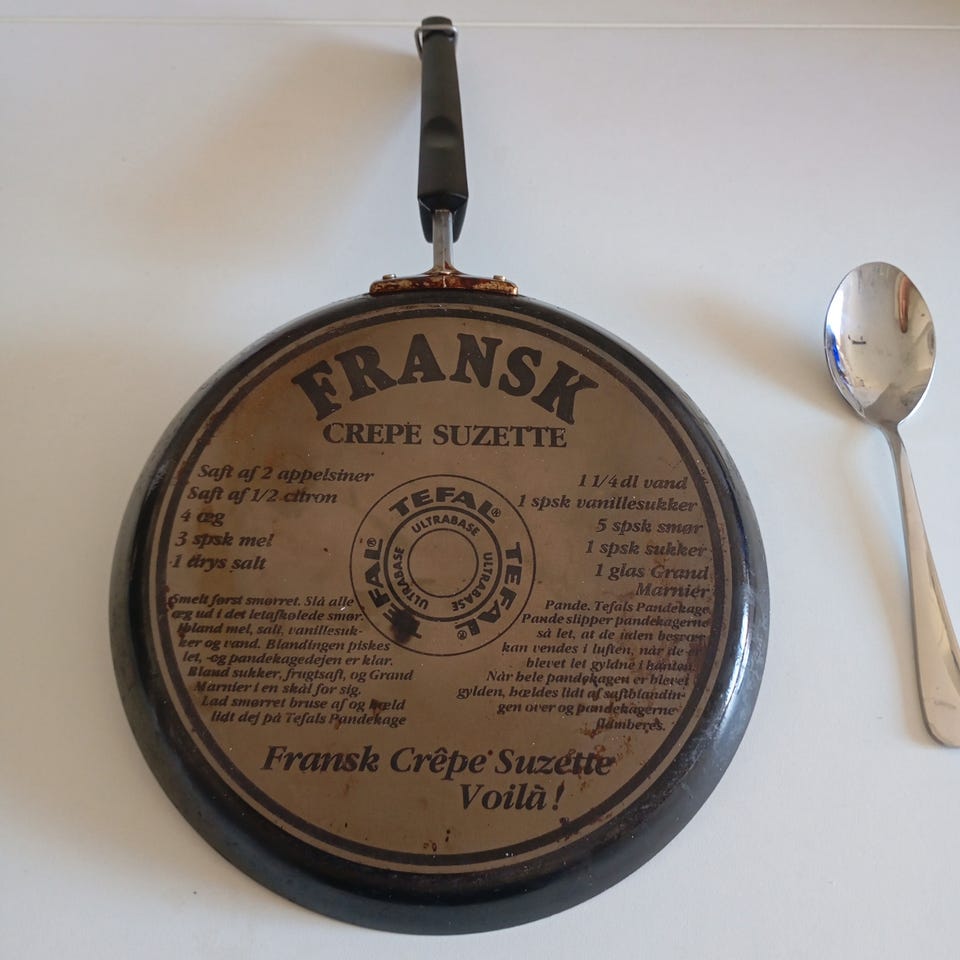 FRANSK
CREPE SUZETTE
Saft af 2 appelsiner
Saft af 1/2 citron
4 æg
3 spsk mel
1 drys salt
1 1/4 dl vand
1 spsk vanillesukker
5 spsk smør
1 spsk sukker
1 glas Grand
Marnier
TEFAL®
TEFAL®
TEFAL®
ULTRABASE
ULTRABASE
ULTRABASE
Smelt først smørret. Slå alle
æg ud i det letafkølede smør.
Ibland mel, salt, vanillesuk-
ker og vand. Blandingen piskes
let, og pandekagedejen er klar.
Bland sukker, frugtsaft, og Grand
Marnier i en skål for sig.
Lad smørret bruse af og hæld
lidt dej på Tefals Pandekage
Pande. Tefals Pandekage
Pande slipper pandekagerne
så let, at de uden besvær
kan vendes i luften, når de er
blevet let gyldne i kanten.
Når hele pandekagen er blevet
gylden, hældes lidt af saftblandin-
gen over og pandekagerne
flamberes.
Fransk Crêpe Suzette
Voilà!